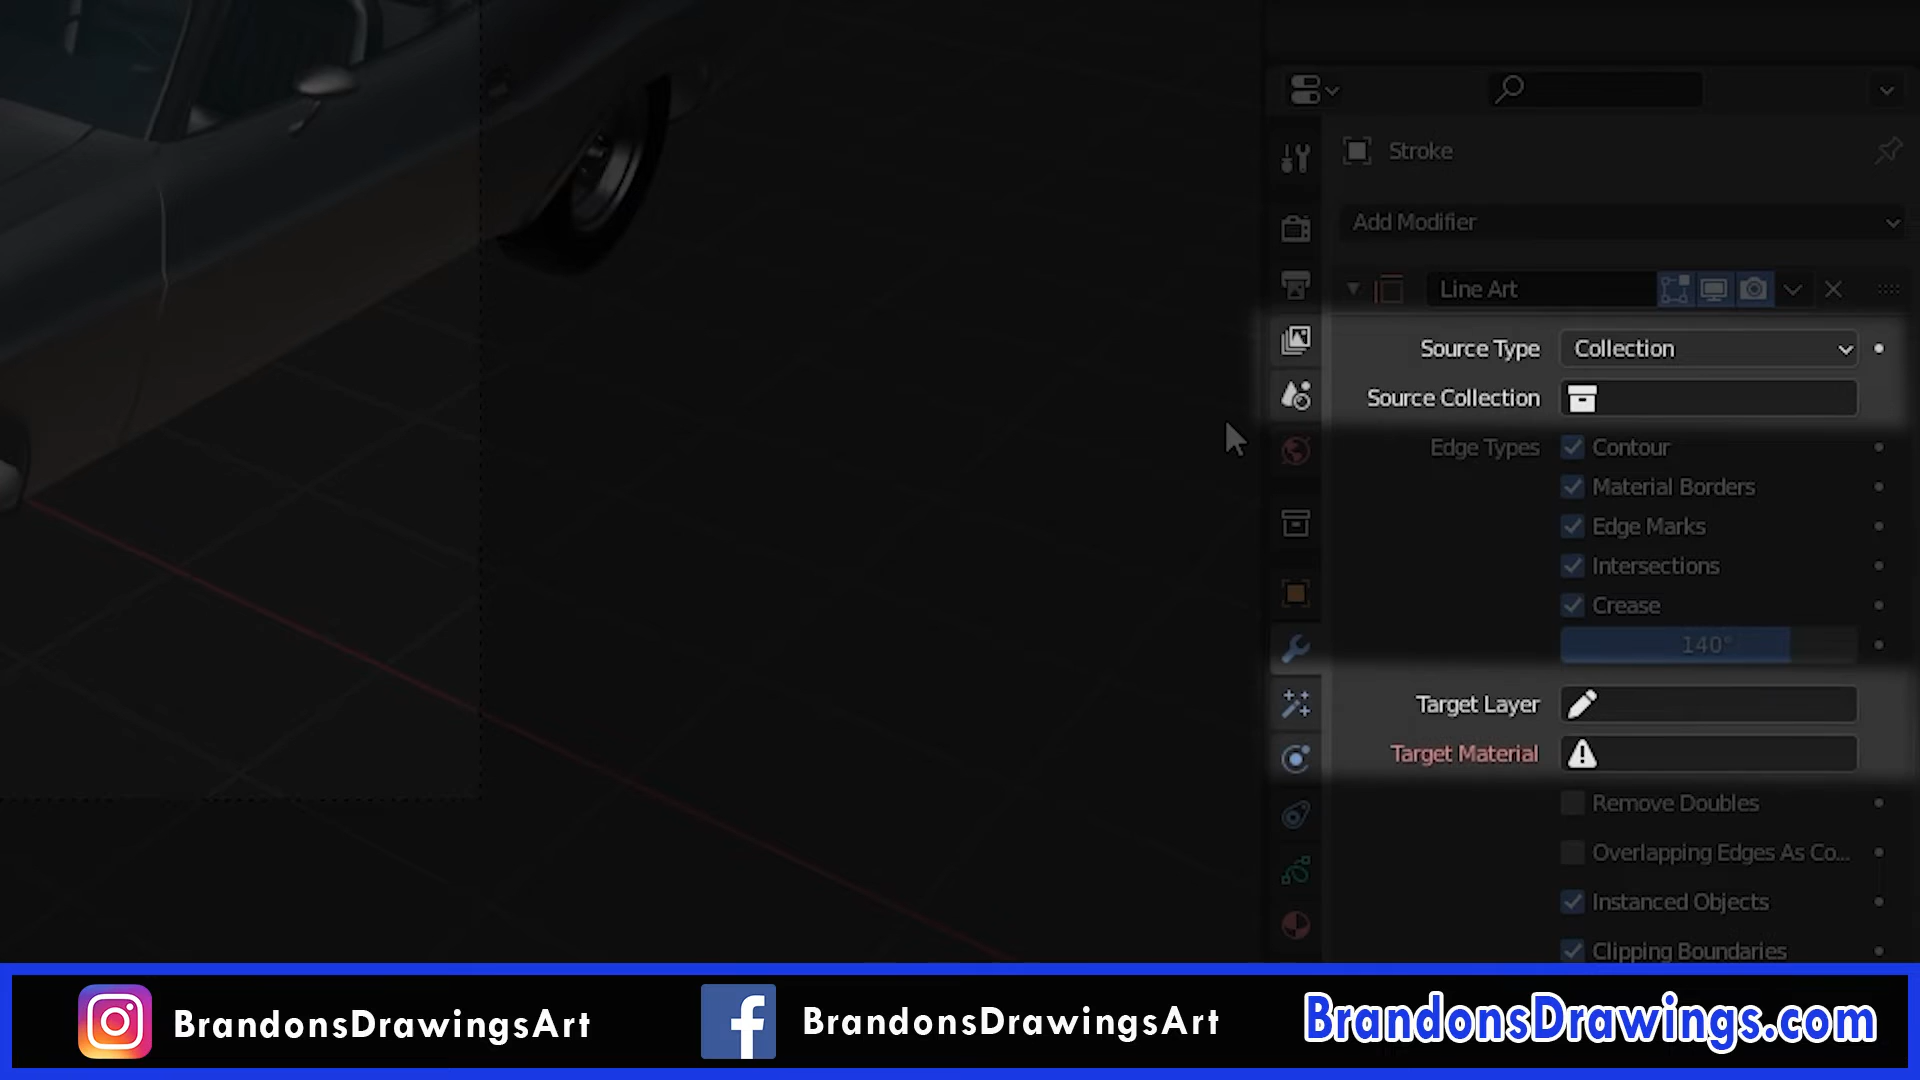 Stroke
Add Modifier
Line Art
Source Type Collection
Source Collection
Edge Types Contour
Material Borders
Edge Marks
Intersections
Crease
140°
Target Layer
Target Material
Remove Doubles
Overlapping Edges As Co...
Instanced Objects
Clipping Boundaries
BrandonsDrawingsArt
BrandonsDrawingsArt
BrandonsDrawings.com